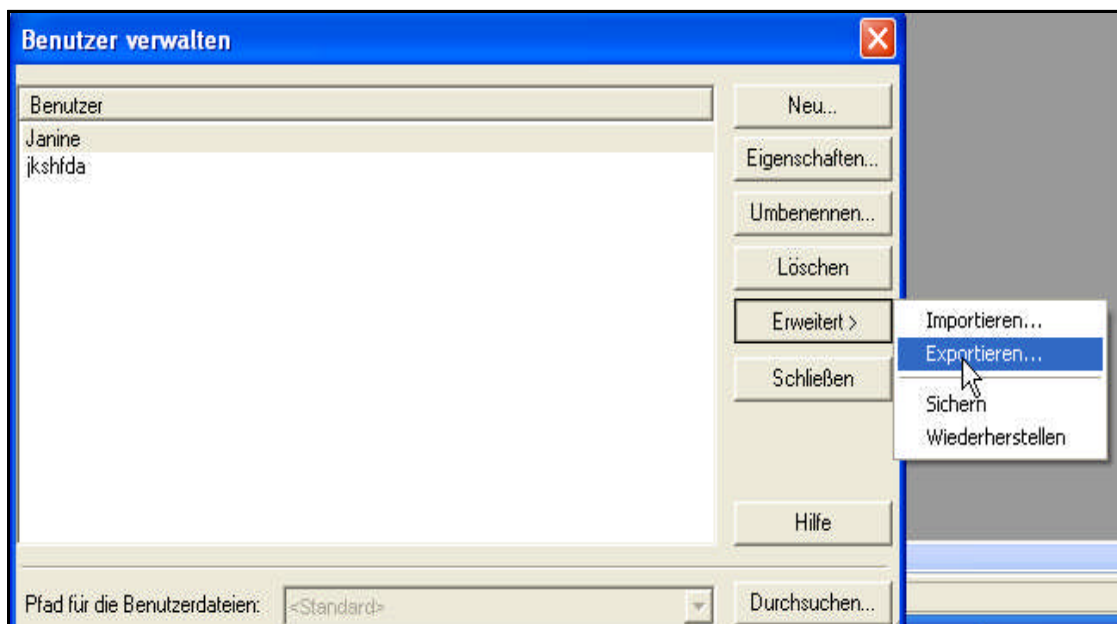 Benutzer verwalten
Benutzer
Janine
jkshfda
Neu...
Eigenschaften...
Umbenennen...
Löschen
Erweitert >
Schließen
Importieren...
Exportieren...
Sichern
Wiederherstellen
Hilfe
Pfad für die Benutzerdateien:
<Standard>
Durchsuchen...